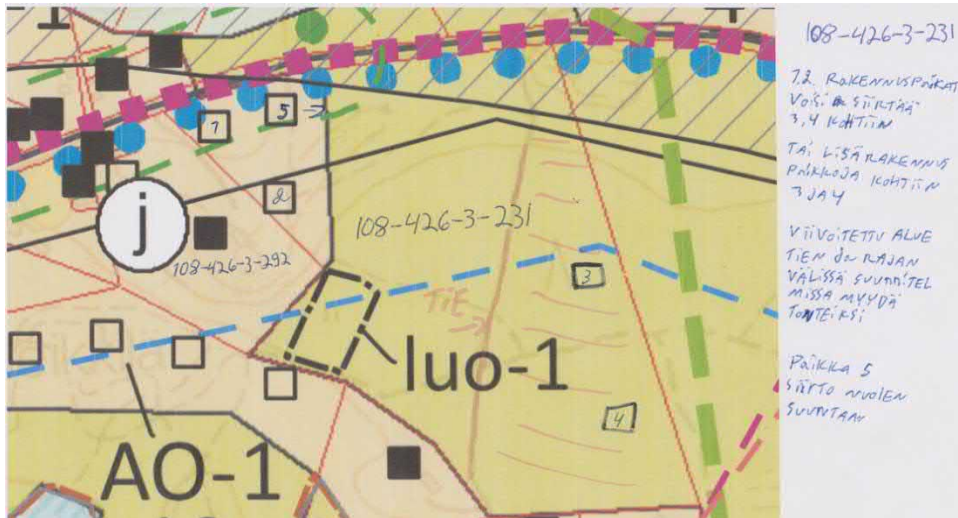 108-426-3-231
1.2. RAKENNUSPAIKAT
VOISI SIIRTÄÄ
3,4 KOHTIIN
TAI LISÄRAKENNUS
PAIKKOJA KOHTIIN
3 JA 4
VIIVOITETTU ALUE
TIEN JA RAJAN
VÄLISSÄ SUUNNITEL
MISSA MYYDÄ
TONTEIKSI
PAIKKA 5
SIIRTO NUOLEN
SUUNTAAN
1
5
2
j
108-426-3-231
108-426-3-292
3
TIE
luo-1
4
AO-1